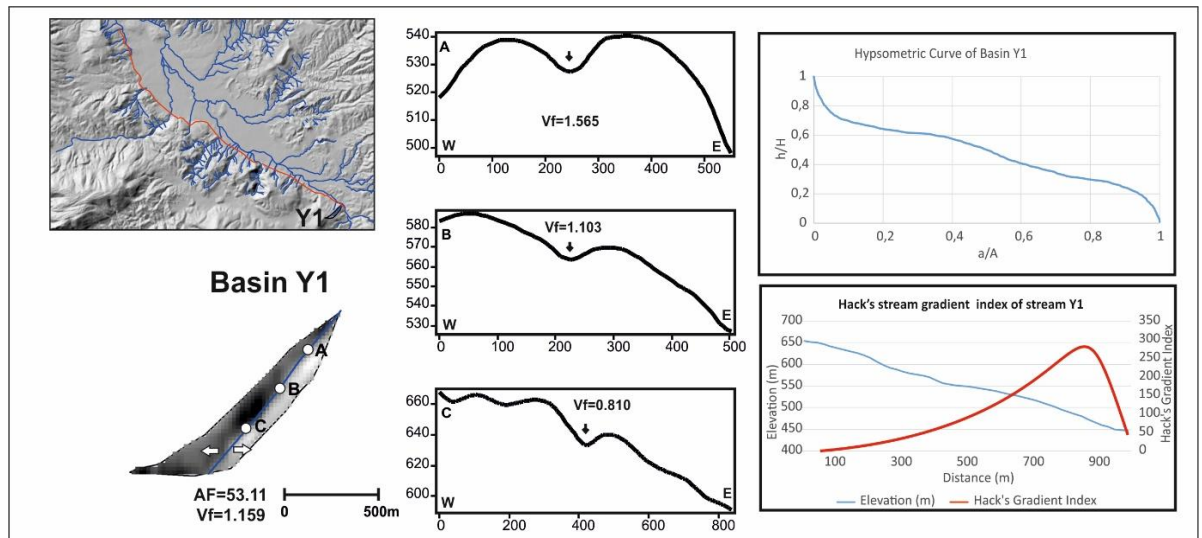 Y1
Basin Y1
A
B
C
AF=53.11
Vf=1.159
0 500m
A
540
530
520
510
500
Vf=1.565
W E
0 100 200 300 400 500
B
580
570
560
550
540
530
Vf=1.103
W E
0 100 200 300 400 500
C
660
640
620
600
Vf=0.810
W E
0 200 400 600 800
Hypsometric Curve of Basin Y1
h/H
1
0,8
0,6
0,4
0,2
0
0 0,2 0,4 0,6 0,8 1
a/A
Hack's stream gradient index of stream Y1
Elevation (m)
700
650
600
550
500
450
400
350
300
250
200
150
100
50
0
Hack's Gradient Index
100 300 500 700 900
Distance (m)
Elevation (m) Hack's Gradient Index